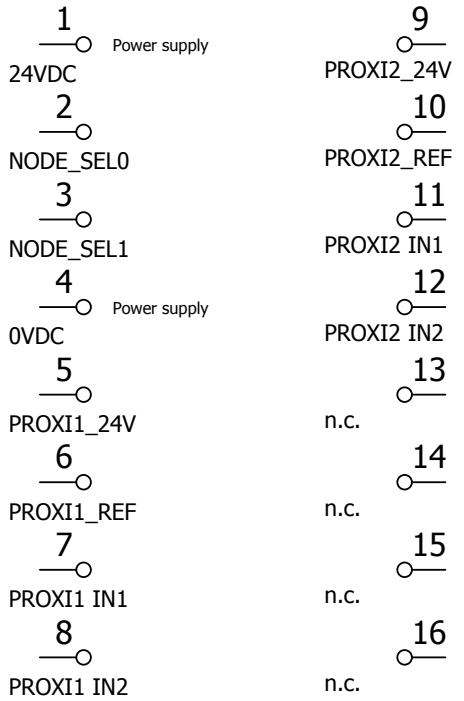 1
Power supply
24VDC
2
NODE_SEL0
3
NODE_SEL1
4
Power supply
0VDC
5
PROXI1_24V
6
PROXI1_REF
7
PROXI1 IN1
8
PROXI1 IN2
9
PROXI2_24V
10
PROXI2_REF
11
PROXI2 IN1
12
PROXI2 IN2
13
n.c.
14
n.c.
15
n.c.
16
n.c.